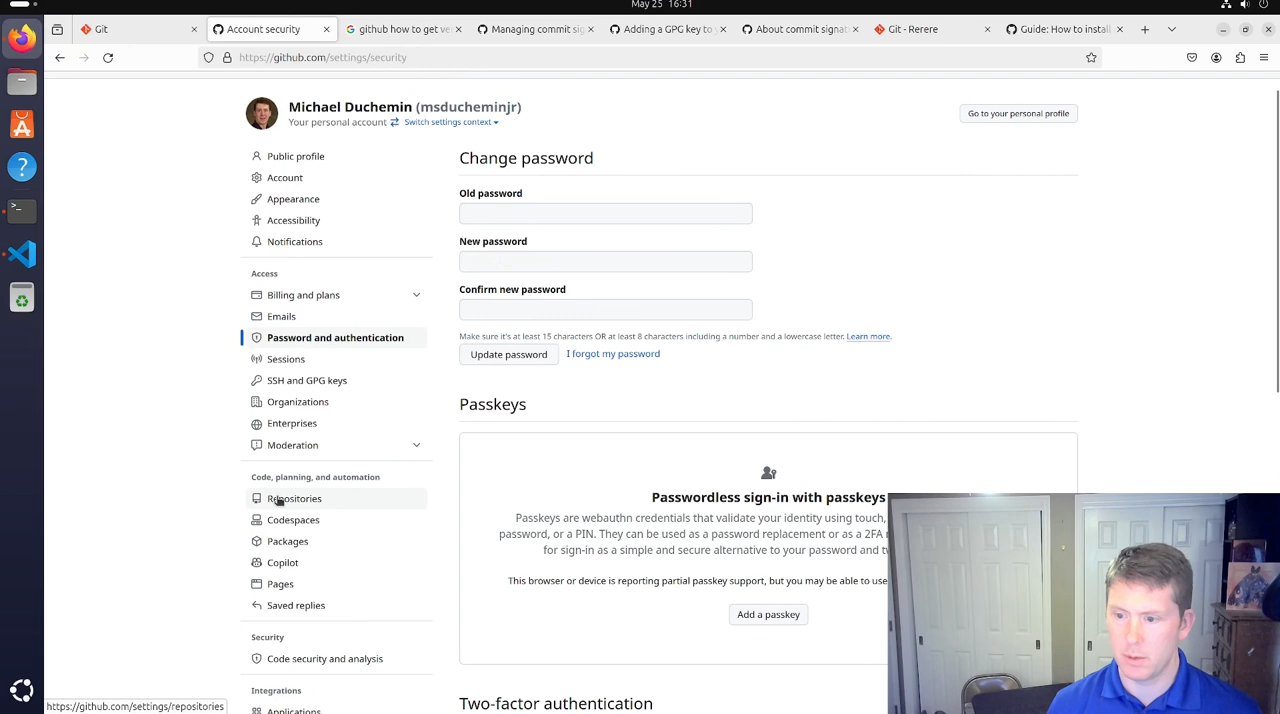 May 25 16:31
Git
Account security
github how to get ve
Managing commit sig
Adding a GPG key to
About commit signat
Git - Rerere
Guide: How to install
https://github.com/settings/security
Michael Duchemin (msducheminjr)
Your personal account
Switch settings context
Go to your personal profile
Public profile
Account
Appearance
Accessibility
Notifications
Access
Billing and plans
Emails
Password and authentication
Sessions
SSH and GPG keys
Organizations
Enterprises
Moderation
Code, planning, and automation
Repositories
Codespaces
Packages
Copilot
Pages
Saved replies
Security
Code security and analysis
Integrations
Applications
Change password
Old password
New password
Confirm new password
Make sure it's at least 15 characters OR at least 8 characters including a number and a lowercase letter. Learn more.
Update password
I forgot my password
Passkeys
Passwordless sign-in with passkeys
Passkeys are webauthn credentials that validate your identity using touch,
password, or a PIN. They can be used as a password replacement or as a 2FA
for sign-in as a simple and secure alternative to your password and
This browser or device is reporting partial passkey support, but you may be able to use
Add a passkey
Two-factor authentication
https://github.com/settings/repositories